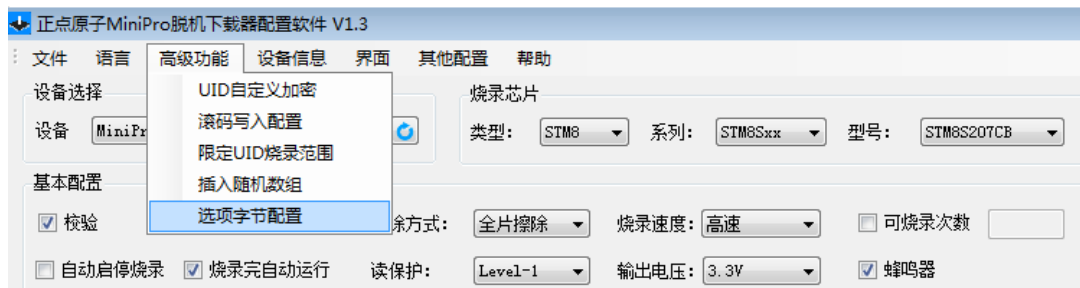 正点原子MiniPro脱机下载器配置软件 V1.3
文件 语言 高级功能 设备信息 界面 其他配置 帮助
设备选择 UID自定义加密 烧录芯片
设备 MiniPr 滚码写入配置 类型： STM8 系列： STM8Sxx 型号： STM8S207CB
限定UID烧录范围
基本配置 插入随机数组
校验 选项字节配置 除方式： 全片擦除 烧录速度： 高速 可烧录次数
自动启停烧录 烧录完自动运行 读保护： Level-1 输出电压： 3.3V 蜂鸣器